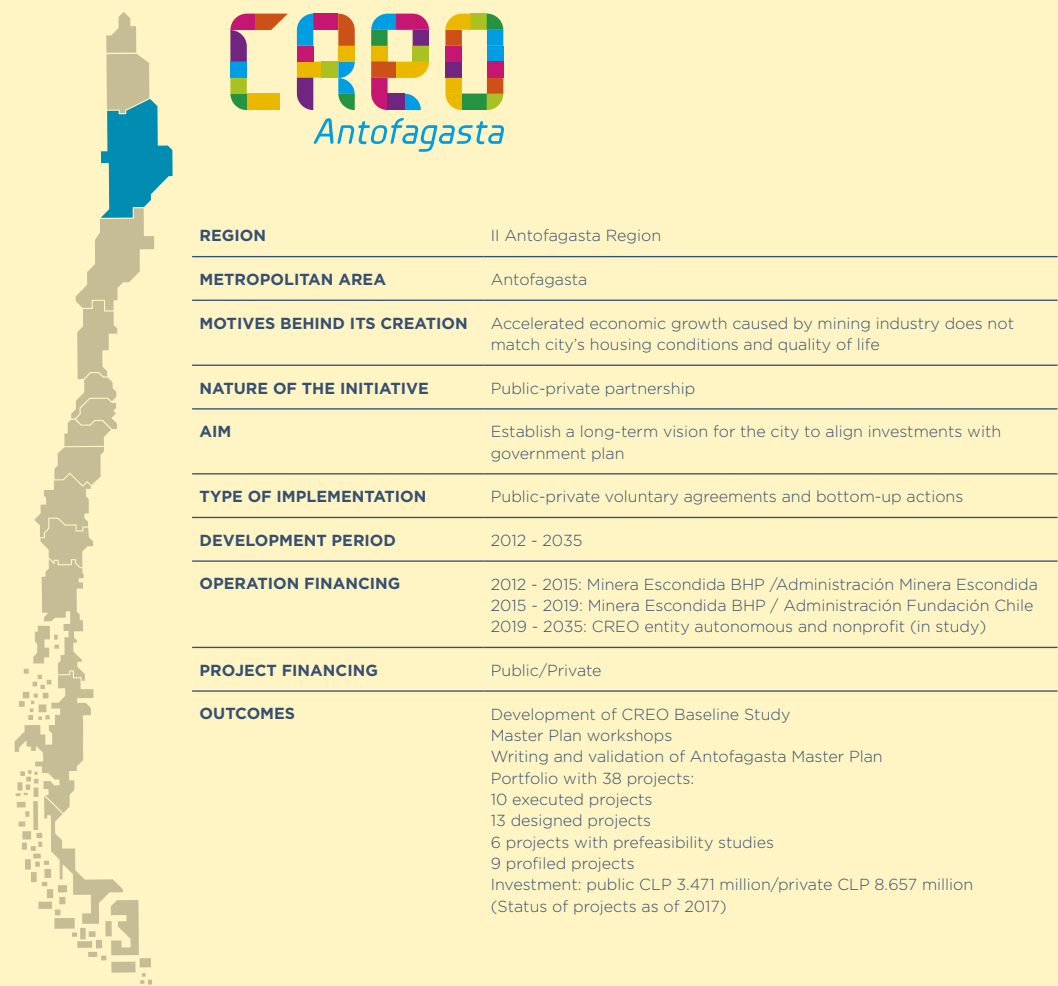 CREO
Antofagasta
REGION
II Antofagasta Region
METROPOLITAN AREA
Antofagasta
MOTIVES BEHIND ITS CREATION
Accelerated economic growth caused by mining industry does not
match city's housing conditions and quality of life
NATURE OF THE INITIATIVE
Public-private partnership
AIM
Establish a long-term vision for the city to align investments with
government plan
TYPE OF IMPLEMENTATION
Public-private voluntary agreements and bottom-up actions
DEVELOPMENT PERIOD
2012 - 2035
OPERATION FINANCING
2012 - 2015: Minera Escondida BHP /Administración Minera Escondida
2015 - 2019: Minera Escondida BHP / Administración Fundación Chile
2019 - 2035: CREO entity autonomous and nonprofit (in study)
PROJECT FINANCING
Public/Private
OUTCOMES
Development of CREO Baseline Study
Master Plan workshops
Writing and validation of Antofagasta Master Plan
Portfolio with 38 projects:
10 executed projects
13 designed projects
6 projects with prefeasibility studies
9 profiled projects
Investment: public CLP 3.471 million/private CLP 8.657 million
(Status of projects as of 2017)